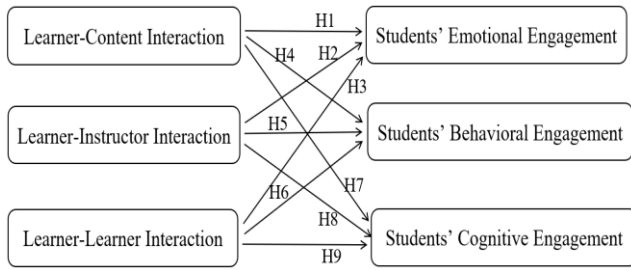 Learner-Content Interaction
H1
Students’ Emotional Engagement
H4
H2
H3
Learner-Instructor Interaction
H5
Students’ Behavioral Engagement
H6
H7
Learner-Learner Interaction
H8
H9
Students’ Cognitive Engagement